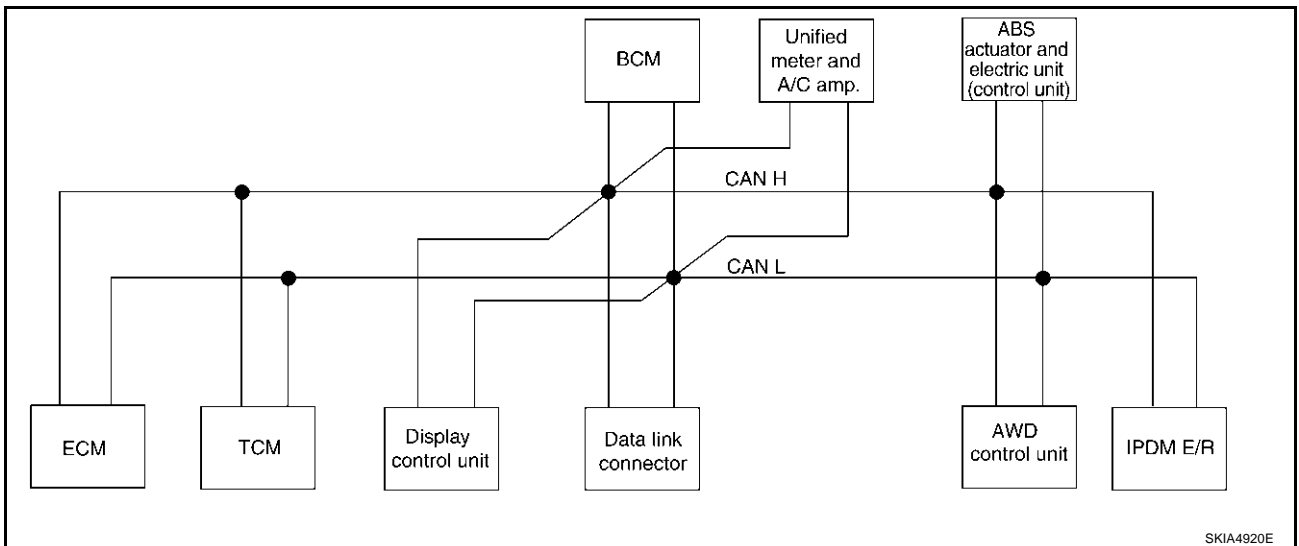 BCM
Unified
meter and
A/C amp.
ABS
actuator and
electric unit
(control unit)
CAN H
CAN L
ECM
TCM
Display
control unit
Data link
connector
AWD
control unit
IPDM E/R
SKIA4920E